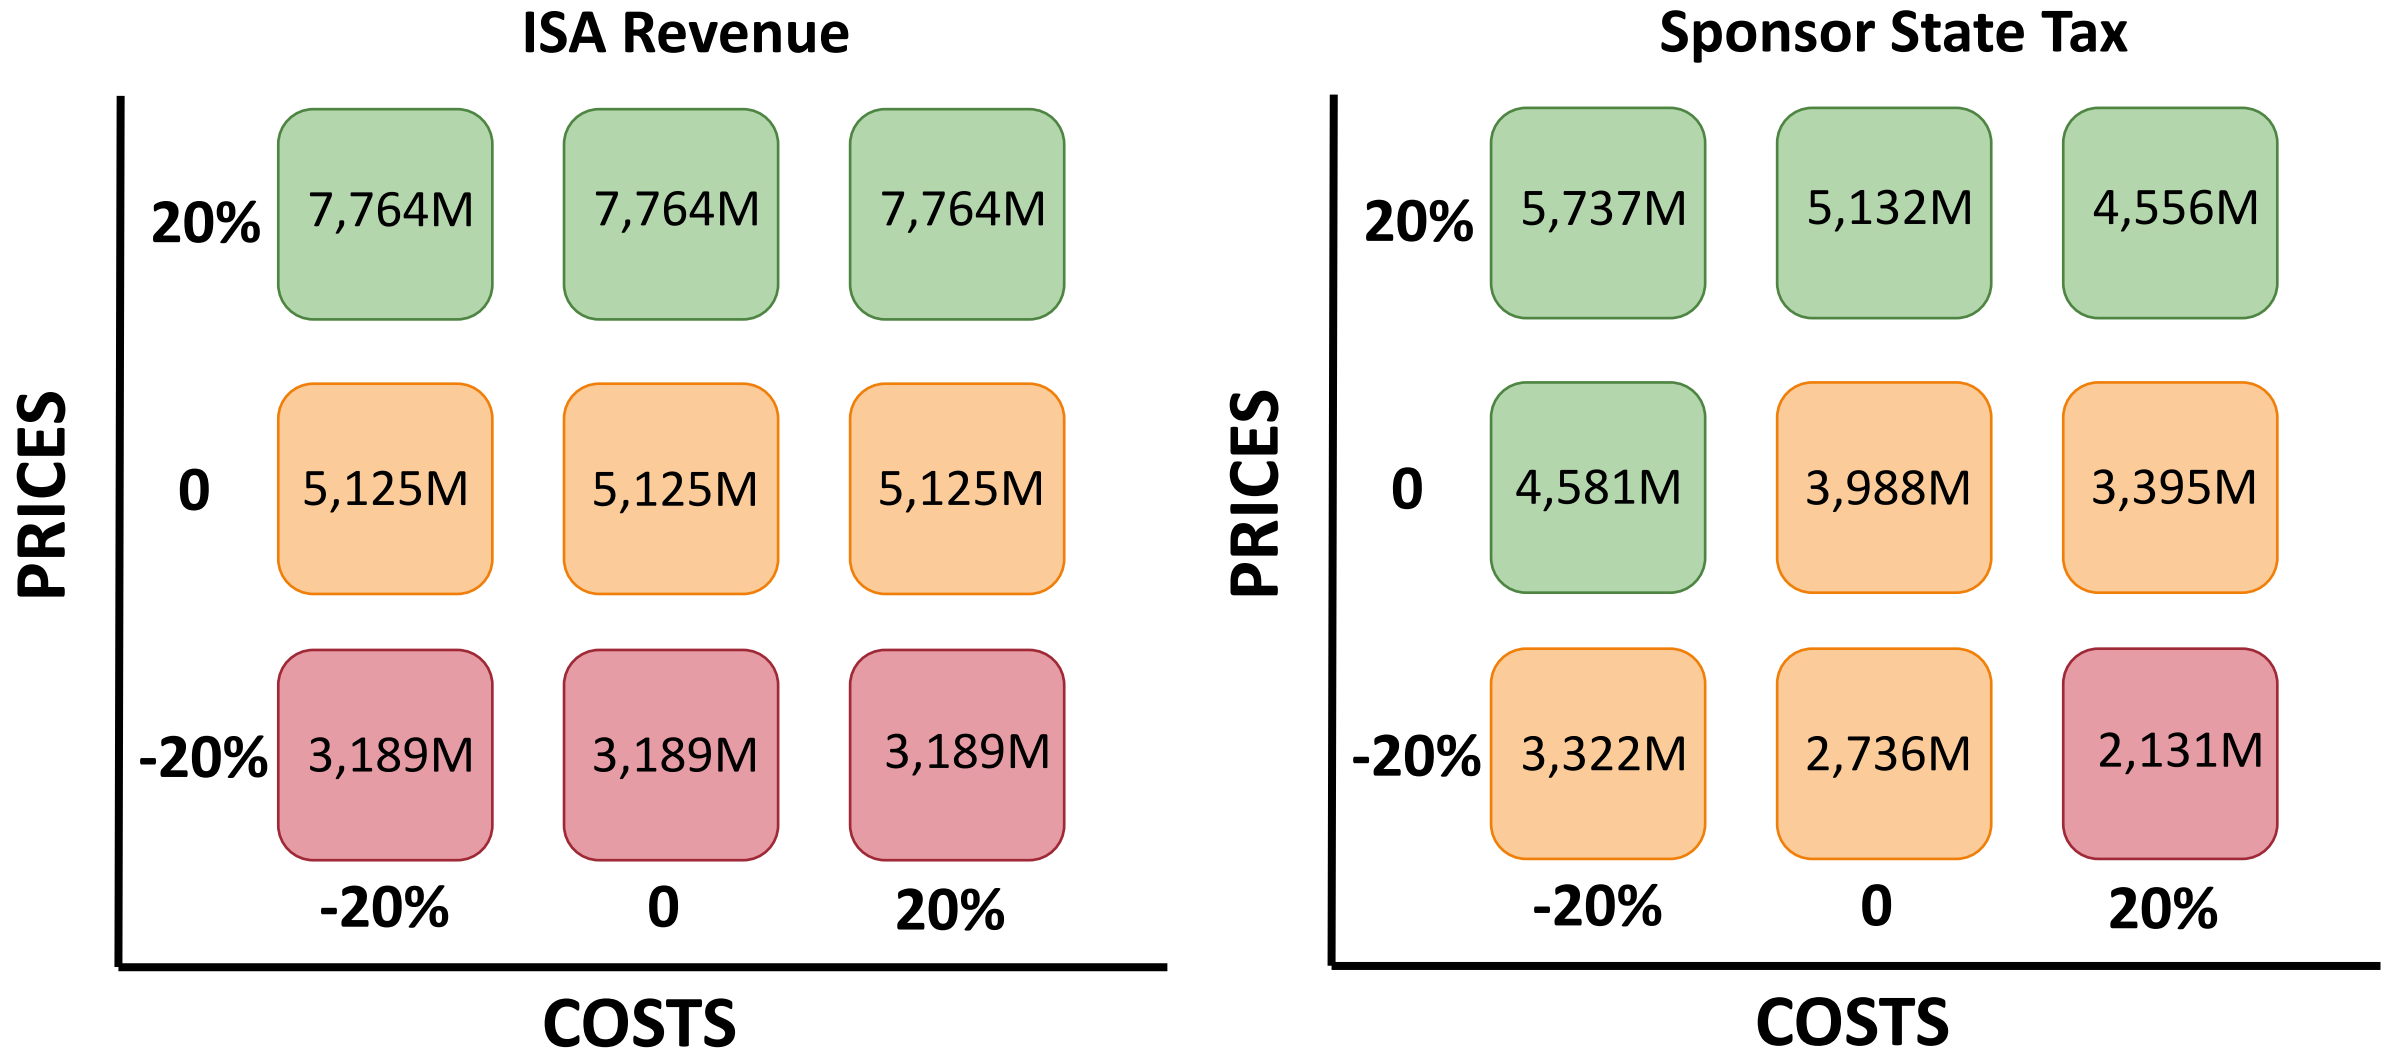 ISA Revenue
PRICES
20%
7,764M
7,764M
7,764M
0
5,125M
5,125M
5,125M
-20%
3,189M
3,189M
3,189M
-20%
0
20%
COSTS
Sponsor State Tax
PRICES
20%
5,737M
5,132M
4,556M
0
4,581M
3,988M
3,395M
-20%
3,322M
2,736M
2,131M
-20%
0
20%
COSTS